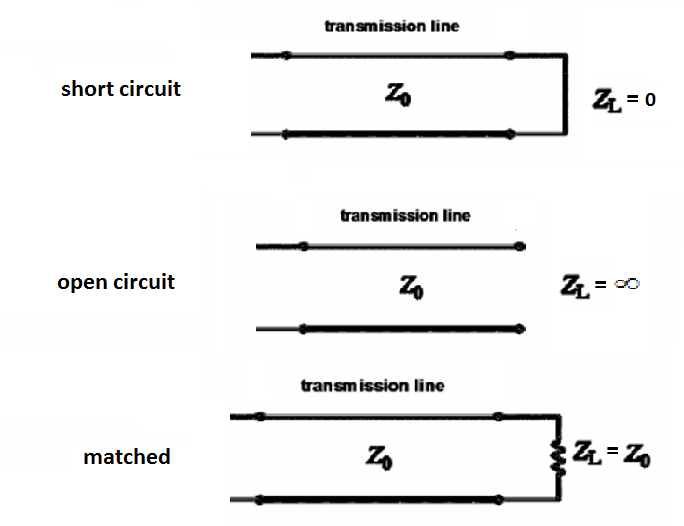 transmission line
short circuit
Z0
ZL = 0
transmission line
open circuit
Z0
ZL = ∞
transmission line
matched
Z0
ZL = Z0